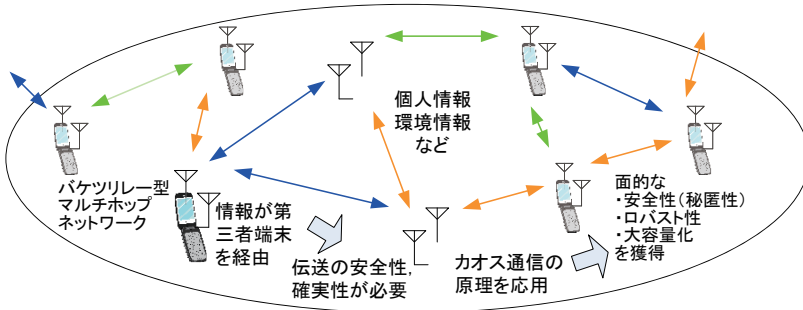 個人情報
環境情報
など
バケツリレー型
マルチホップ
ネットワーク
情報が第
三者端末
を経由
伝送の安全性,
確実性が必要
カオス通信の
原理を応用
面的な
・安全性(秘匿性)
・ロバスト性
・大容量化
を獲得